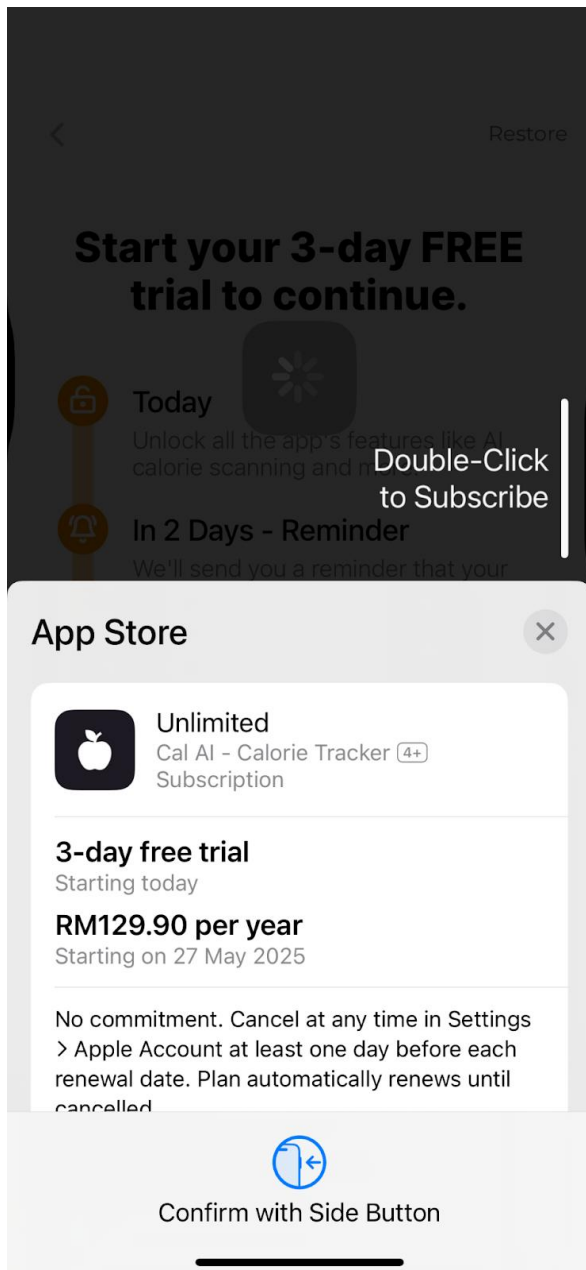 Restore
Start your 3-day FREE
trial to continue.
Today
Unlock all the app's features like AI
calorie scanning and more.
Double-Click
to Subscribe
In 2 Days - Reminder
We'll send you a reminder that your
App Store
Unlimited
Cal AI - Calorie Tracker 4+
Subscription
3-day free trial
Starting today
RM129.90 per year
Starting on 27 May 2025
No commitment. Cancel at any time in Settings
> Apple Account at least one day before each
renewal date. Plan automatically renews until
cancelled
Confirm with Side Button